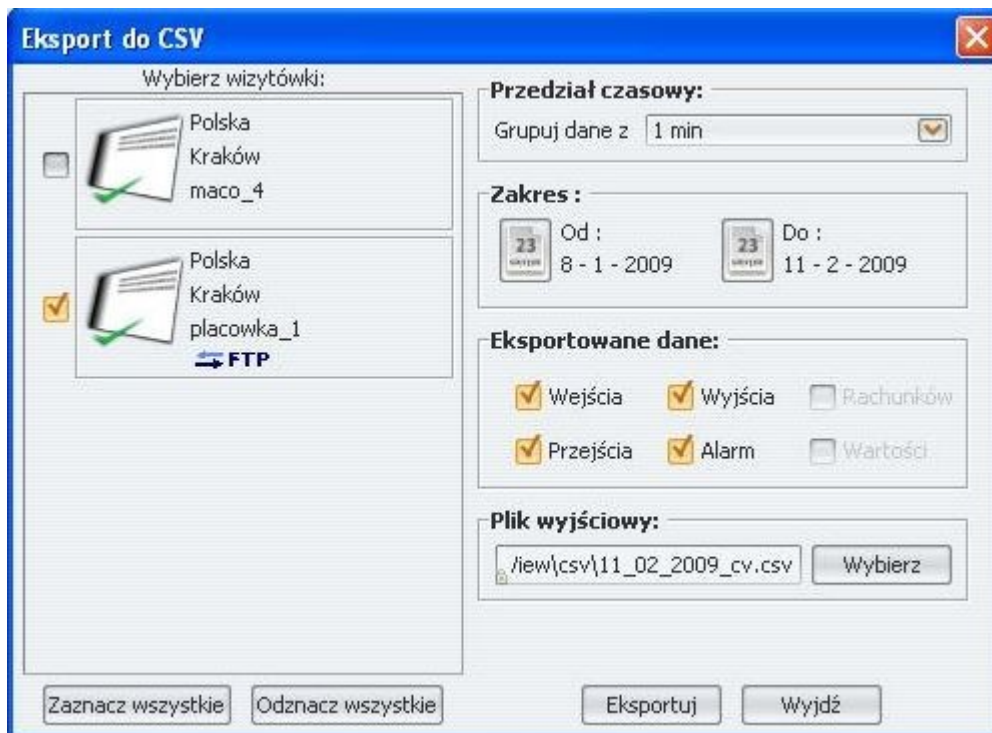 Eksport do CSV
Wybierz wizytówki:
Polska
Kraków
maco_4
Polska
Kraków
placowka_1
FTP
Zaznacz wszystkie
Odznacz wszystkie
Przedział czasowy:
Grupuj dane z 1 min
Zakres :
23
Od :
8 - 1 - 2009
23
Do :
11 - 2 - 2009
Eksportowane dane:
Wejścia Wyjścia Rachunków
Przejścia Alarm Wartości
Plik wyjściowy:
/iew\csv\11_02_2009_cv.csv Wybierz
Eksportuj Wyjdź